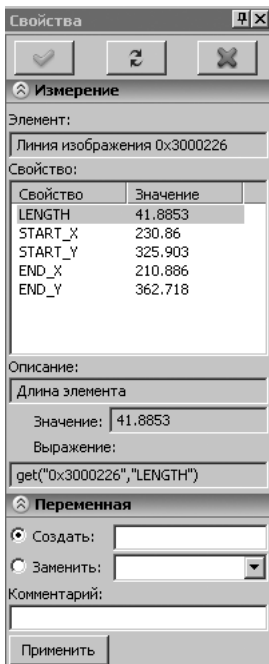 Свойства
Измерение
Элемент:
Линия изображения 0x3000226
Свойство:
Свойство Значение
LENGTH 41.8853
START_X 230.86
START_Y 325.903
END_X 210.886
END_Y 362.718
Описание:
Длина элемента
Значение: 41.8853
Выражение:
get("0x3000226","LENGTH")
Переменная
Создать:
Заменить:
Комментарий:
Применить